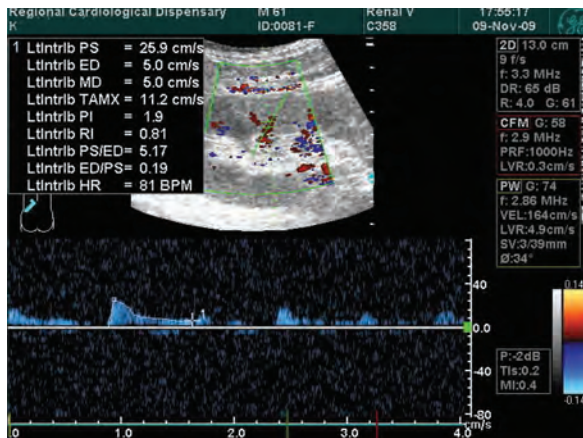 Regional Cardiological Dispensary M 61 Renal V 17:55:17
K ID:0081-F C358 09-Nov-09
1 LtIntrlb PS = 25.9 cm/s
LtIntrlb ED = 5.0 cm/s
LtIntrlb MD = 5.0 cm/s
LtIntrlb TAMX = 11.2 cm/s
LtIntrlb PI = 1.9
LtIntrlb RI = 0.81
LtIntrlb PS/ED= 5.17
LtIntrlb ED/PS= 0.19
LtIntrlb HR = 81 BPM
2D 13.0 cm
9 f/s
f: 3.3 MHz
DR: 65 dB
R: 4.0 G: 61
CFM G: 58
f: 2.9 MHz
PRF:1000Hz
LVR:0.3cm/s
PW G: 74
f: 2.86 MHz
VEL:164cm/s
LVR:4.9cm/s
SV:3/39mm
Ø:34°
40
0.0
-40
-80
cm/s
.0 1.0 2.0 3.0 4.0
0.14
-0.14
P:-2dB
TIs:0.2
MI:0.4